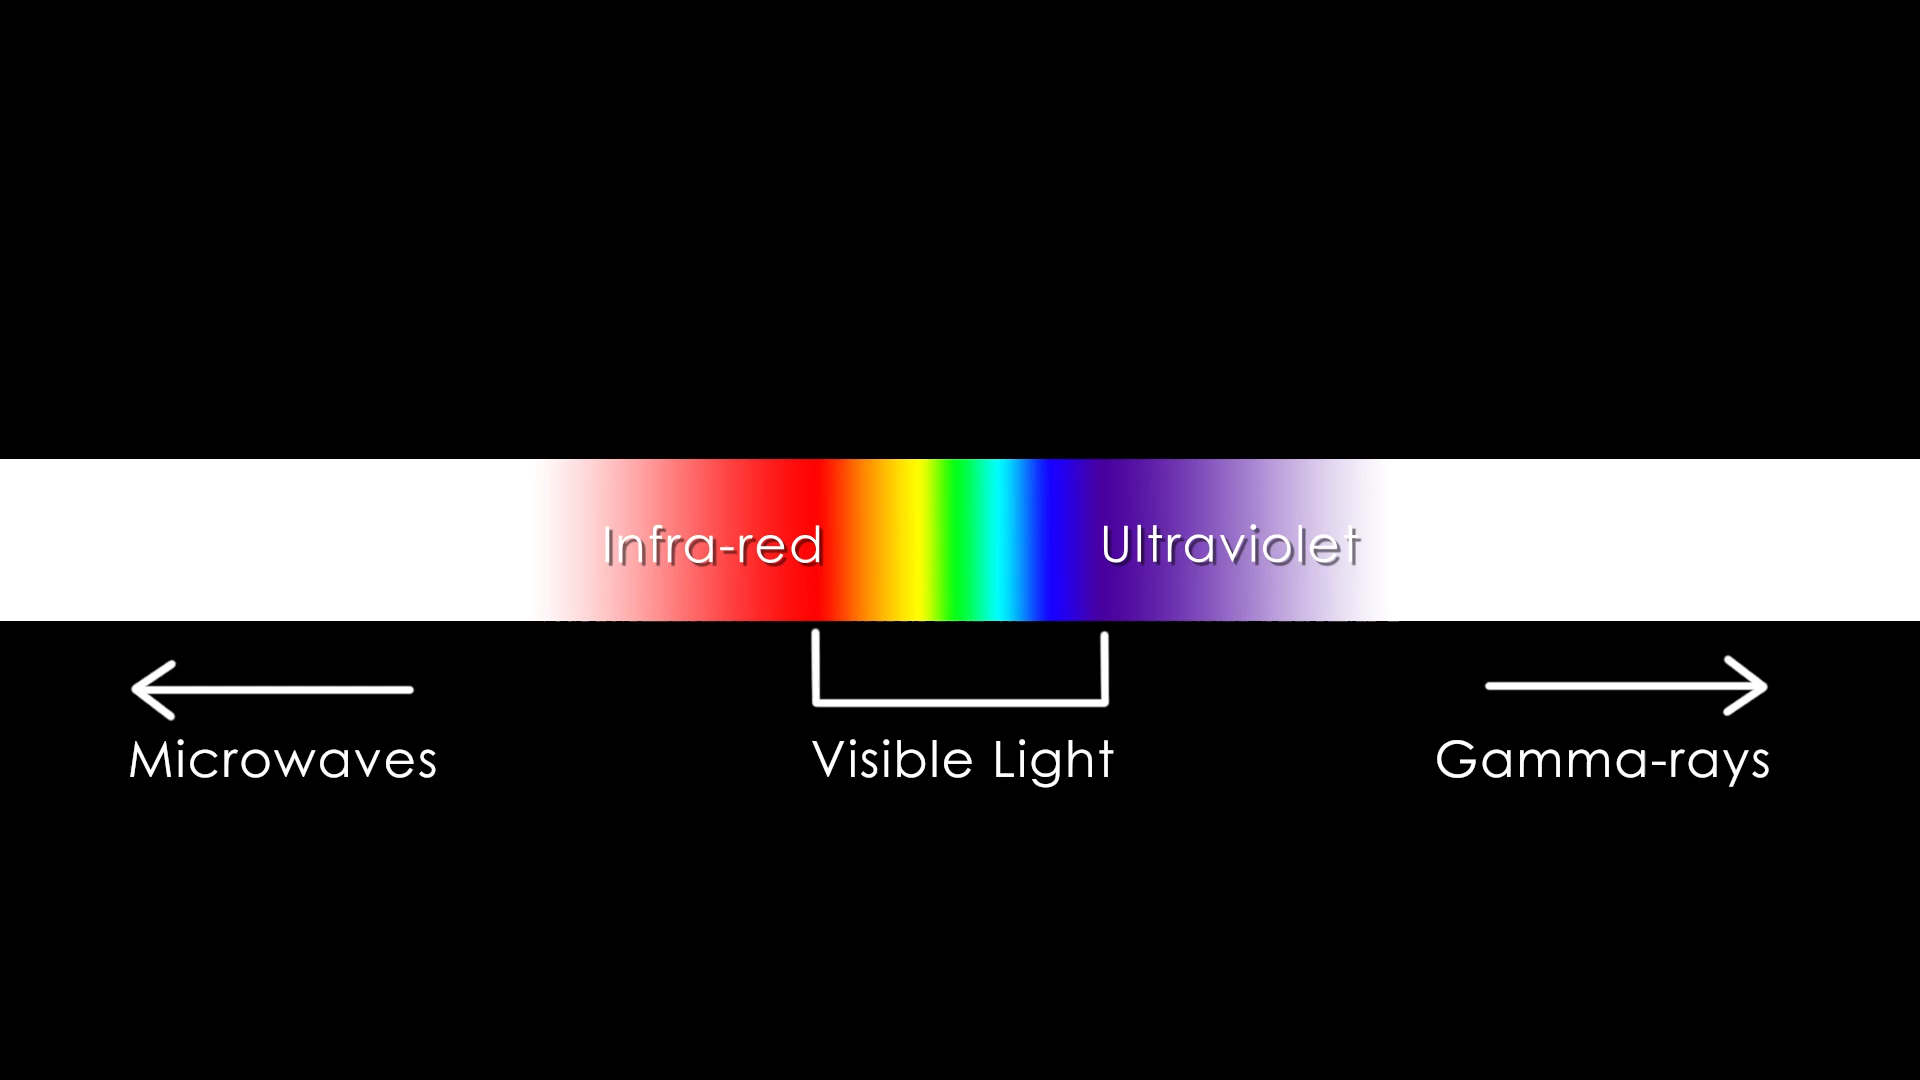 Infra-red
Ultraviolet
Microwaves
Visible Light
Gamma-rays